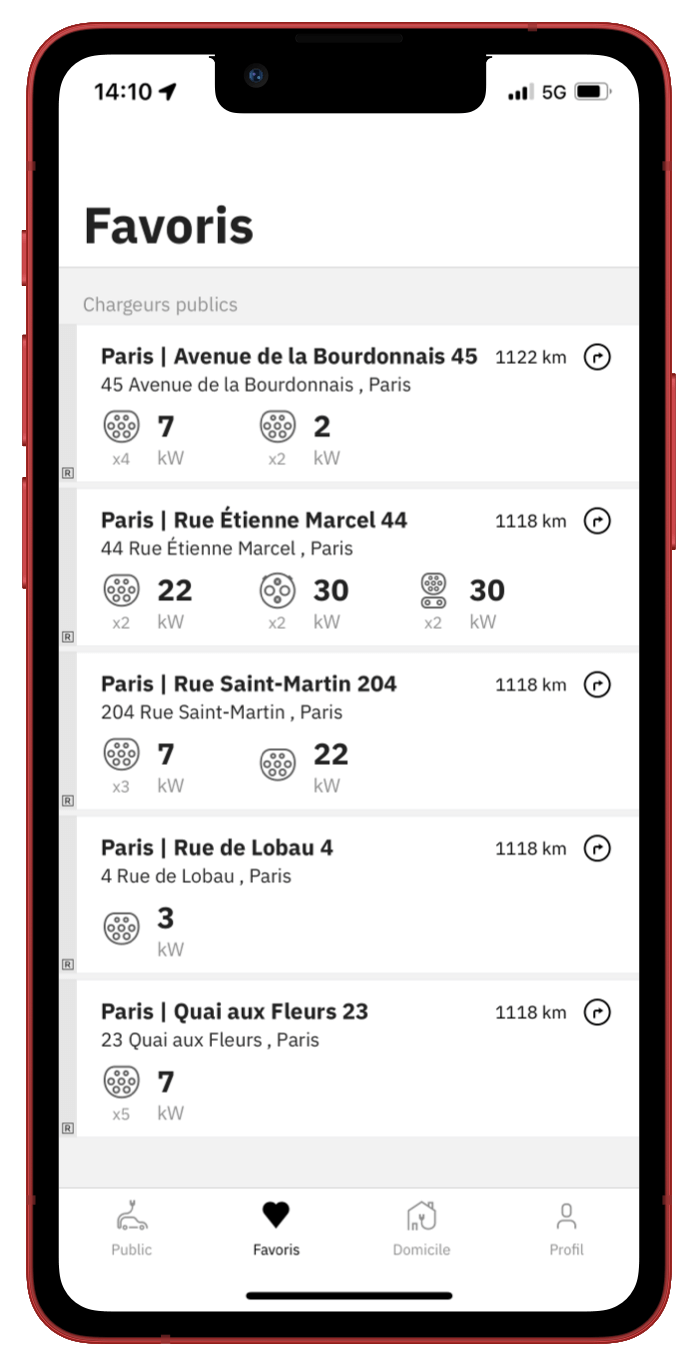 14:10 5G
Favoris
Chargeurs publics
Paris | Avenue de la Bourdonnais 45 1122 km
45 Avenue de la Bourdonnais , Paris
7 2
x4 kW x2 kW
R
Paris | Rue Étienne Marcel 44 1118 km
44 Rue Étienne Marcel , Paris
22 30 30
x2 kW x2 kW x2 kW
R
Paris | Rue Saint-Martin 204 1118 km
204 Rue Saint-Martin , Paris
7 22
x3 kW kW
R
Paris | Rue de Lobau 4 1118 km
4 Rue de Lobau , Paris
3
kW
R
Paris | Quai aux Fleurs 23 1118 km
23 Quai aux Fleurs , Paris
7
x5 kW
R
Public Favoris Domicile Profil